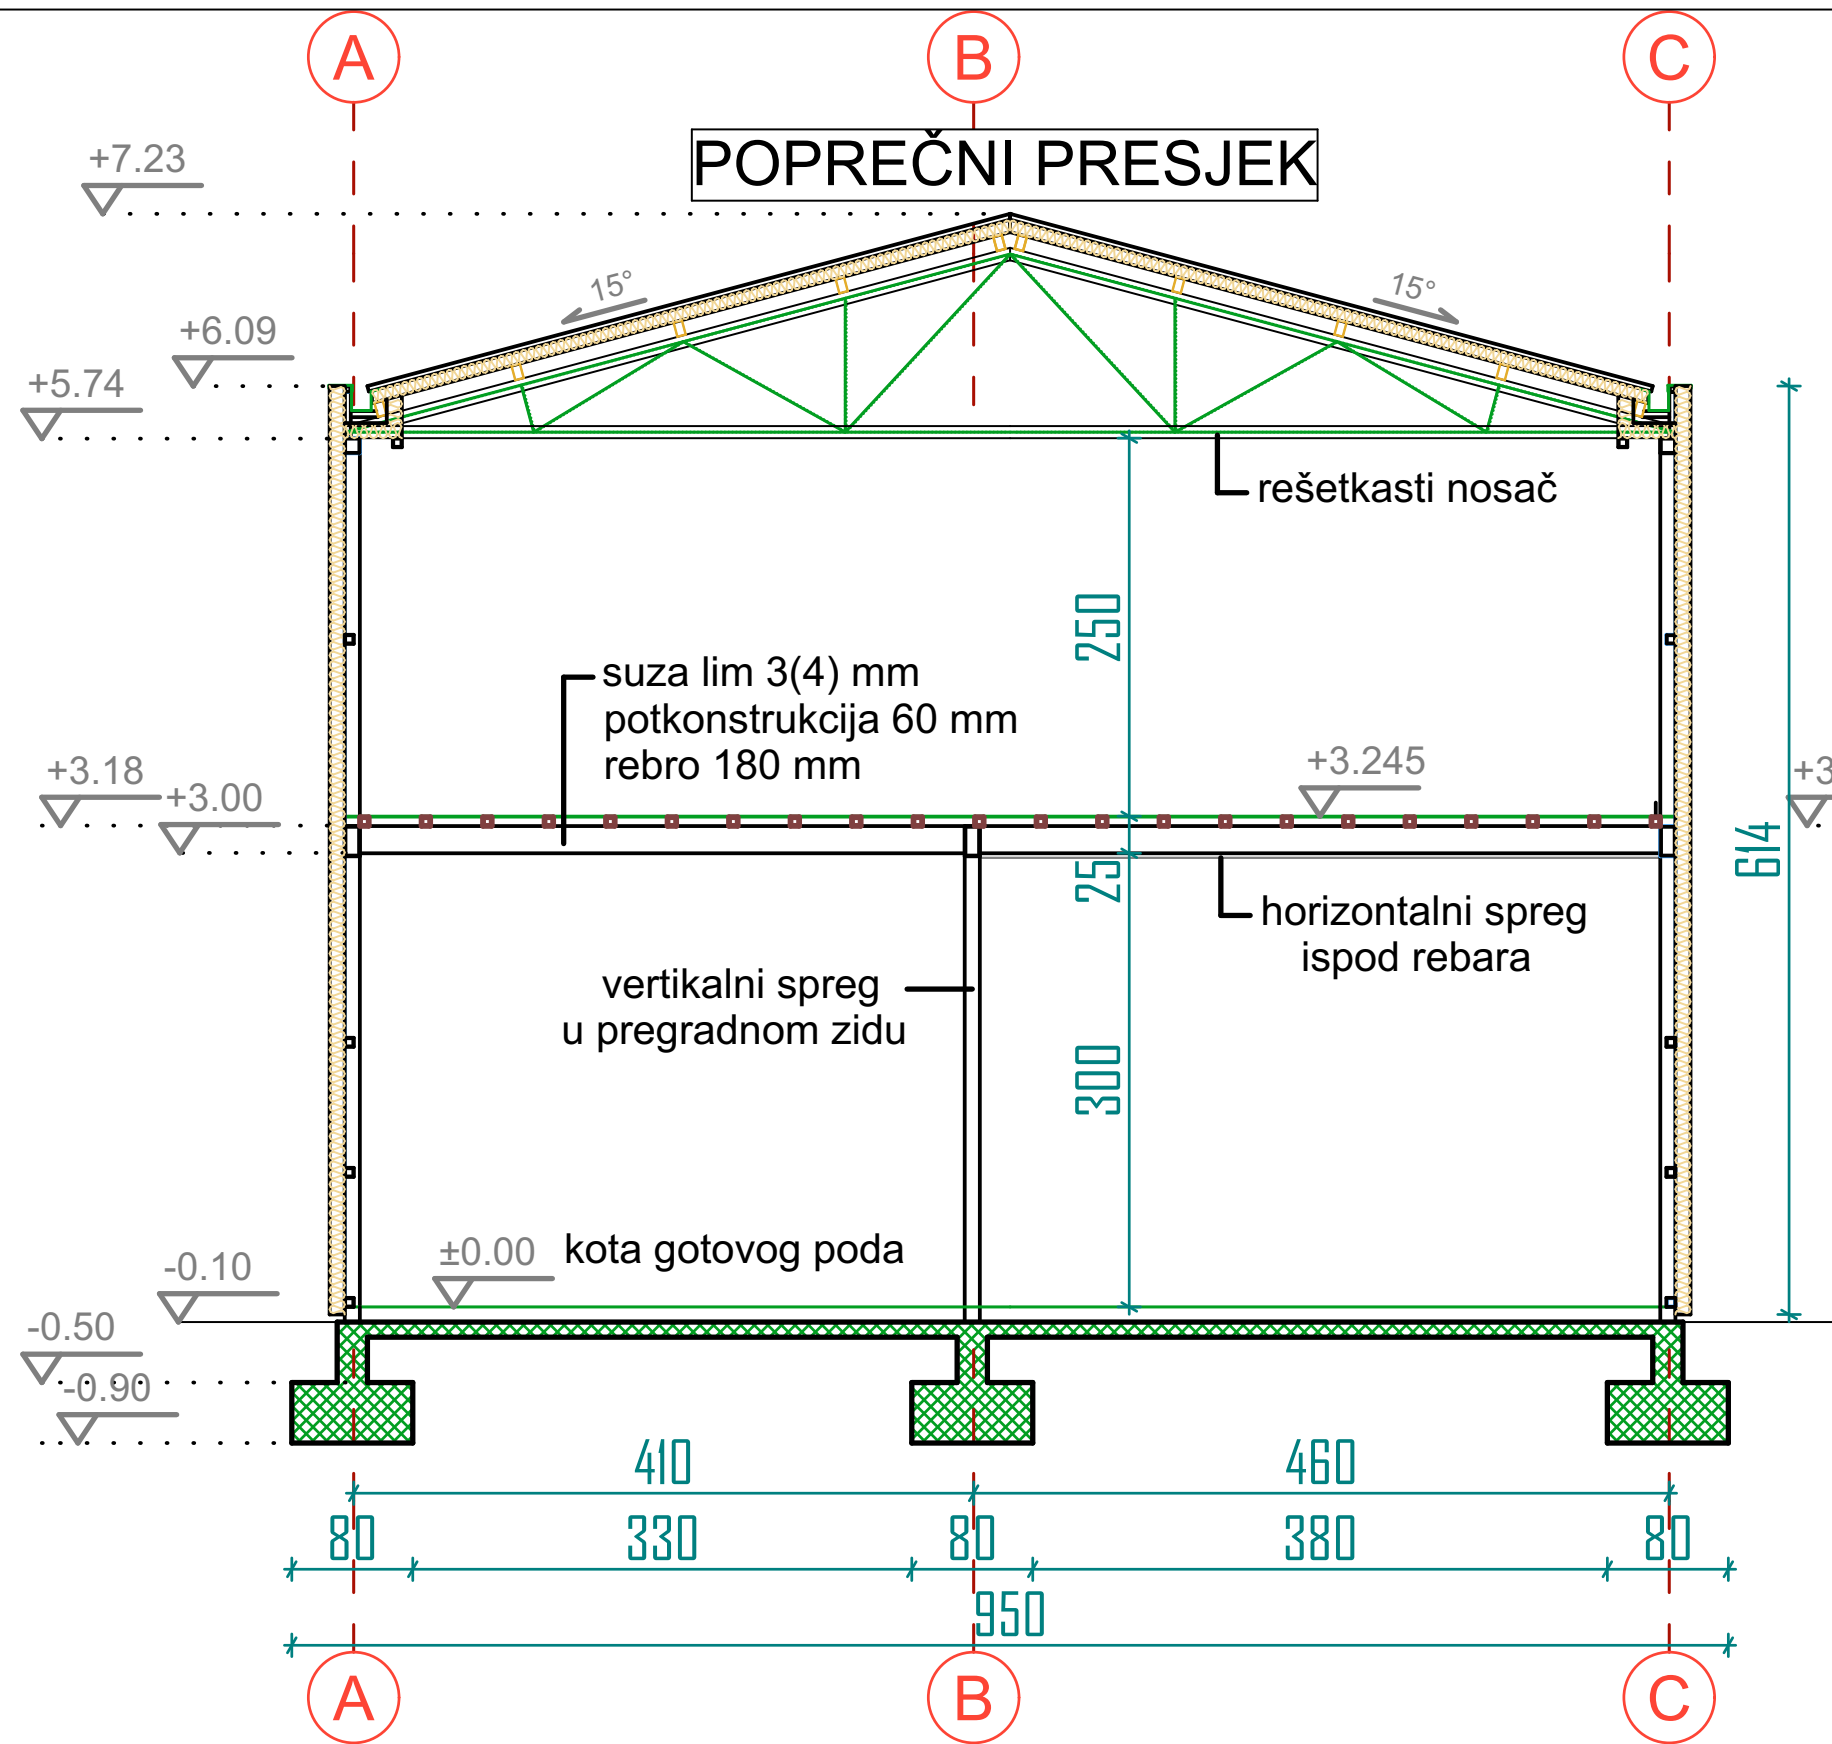 A
B
C
POPREČNI PRESJEK
+7.23
15°
15°
+6.09
+5.74
rešetkasti nosač
250
suza lim 3(4) mm
potkonstrukcija 60 mm
rebro 180 mm
+3.245
+3.18
+3.00
+3
614
25
horizontalni spreg
ispod rebara
vertikalni spreg
u pregradnom zidu
300
±0.00 kota gotovog poda
-0.10
-0.50
-0.90
410
460
80
330
80
380
80
950
A
B
C